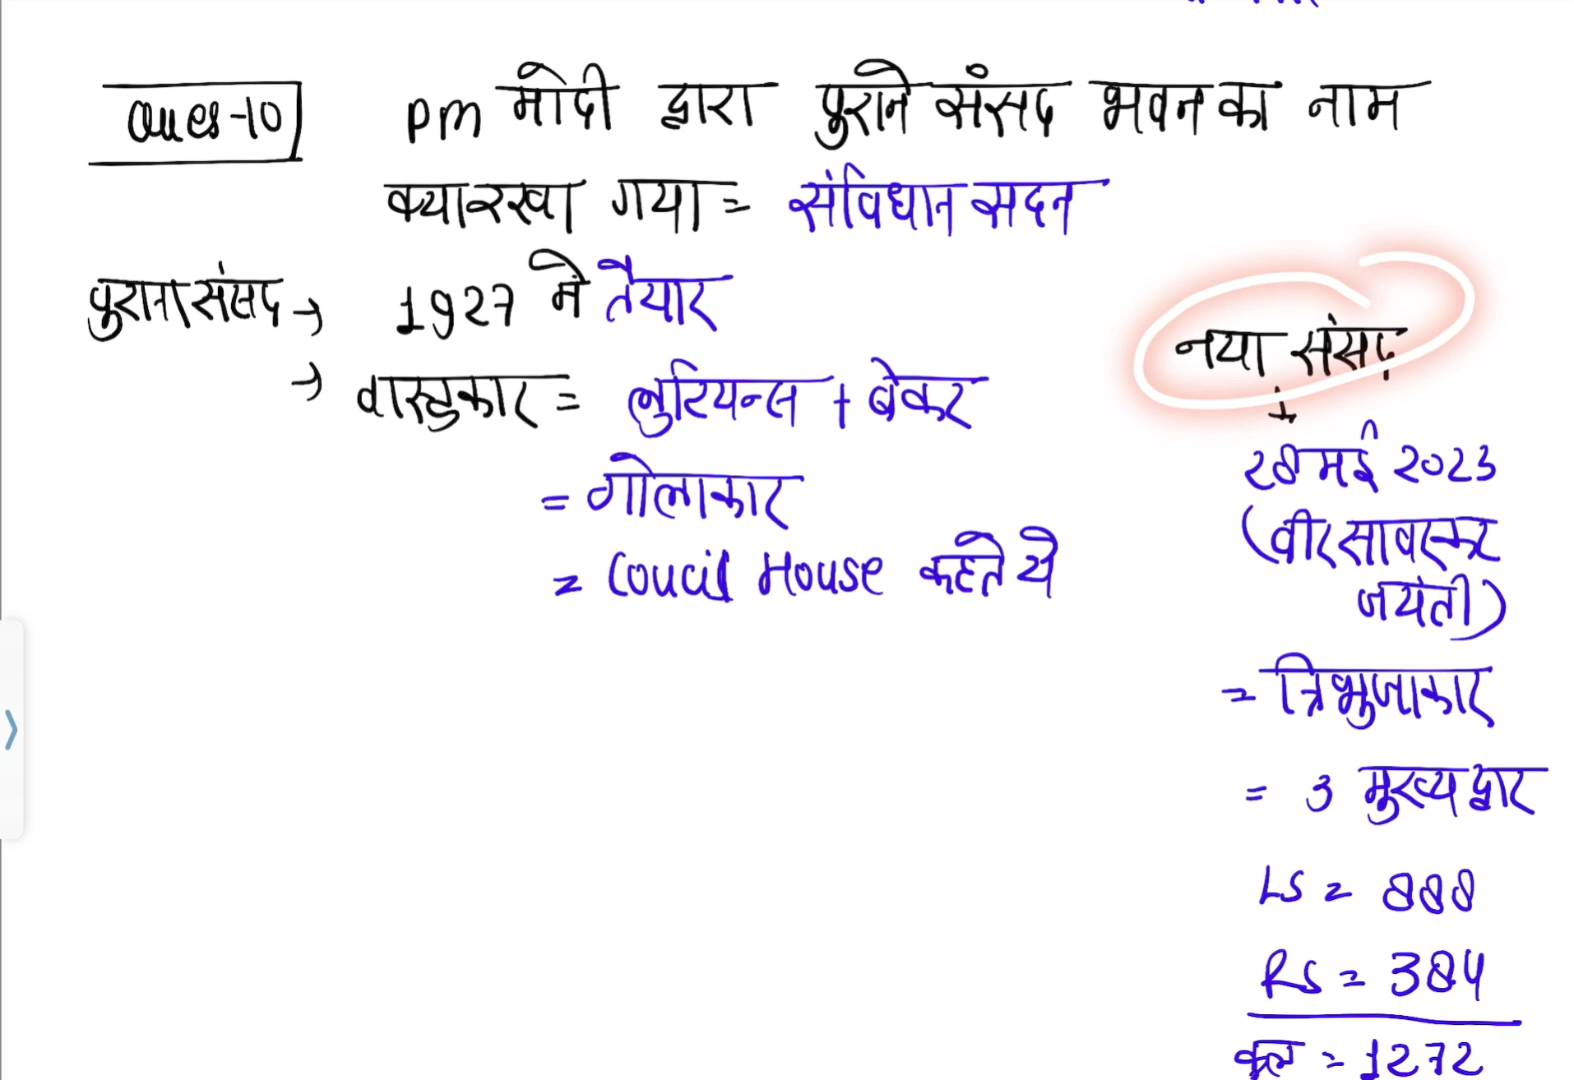 Ques-10
pm मोदी द्वारा पुराने संसद भवन का नाम
क्या रखा गया = संविधान सदन
पुराना संसद → 1927 में तैयार
→ वास्तुकार = लुटियन्स + बेकर
= गोलाकार
= Coucil House कहते थे
नया संसद
↓
28 मई 2023
(वीर सावरकर
जयंती)
= त्रिभुजाकार
= 3 मुख्य द्वार
LS = 888
RS = 384
कुल = 1272